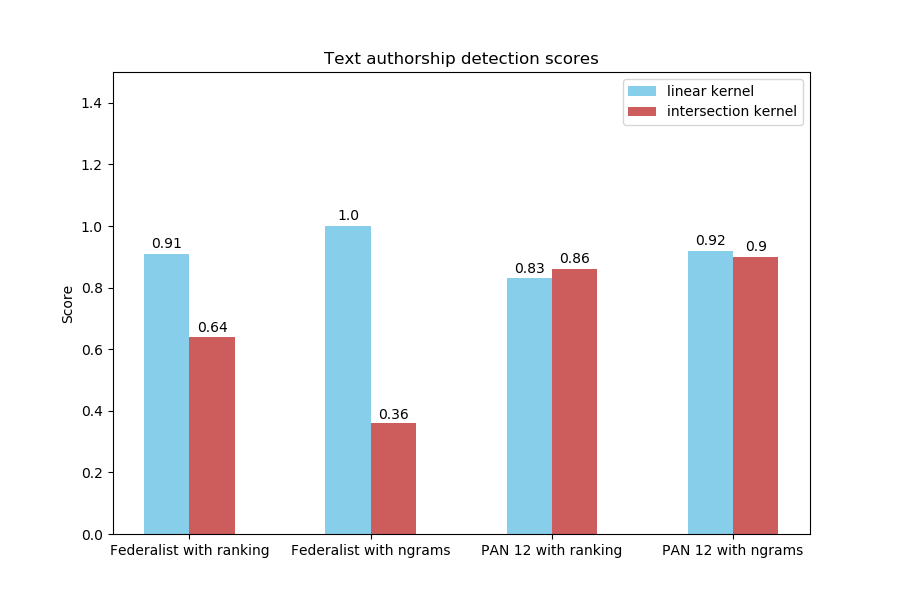 Text authorship detection scores
linear kernel
intersection kernel
Score
1.4
1.2
1.0
0.8
0.6
0.4
0.2
0.0
0.91
0.64
1.0
0.36
0.83
0.86
0.92
0.9
Federalist with ranking
Federalist with ngrams
PAN 12 with ranking
PAN 12 with ngrams